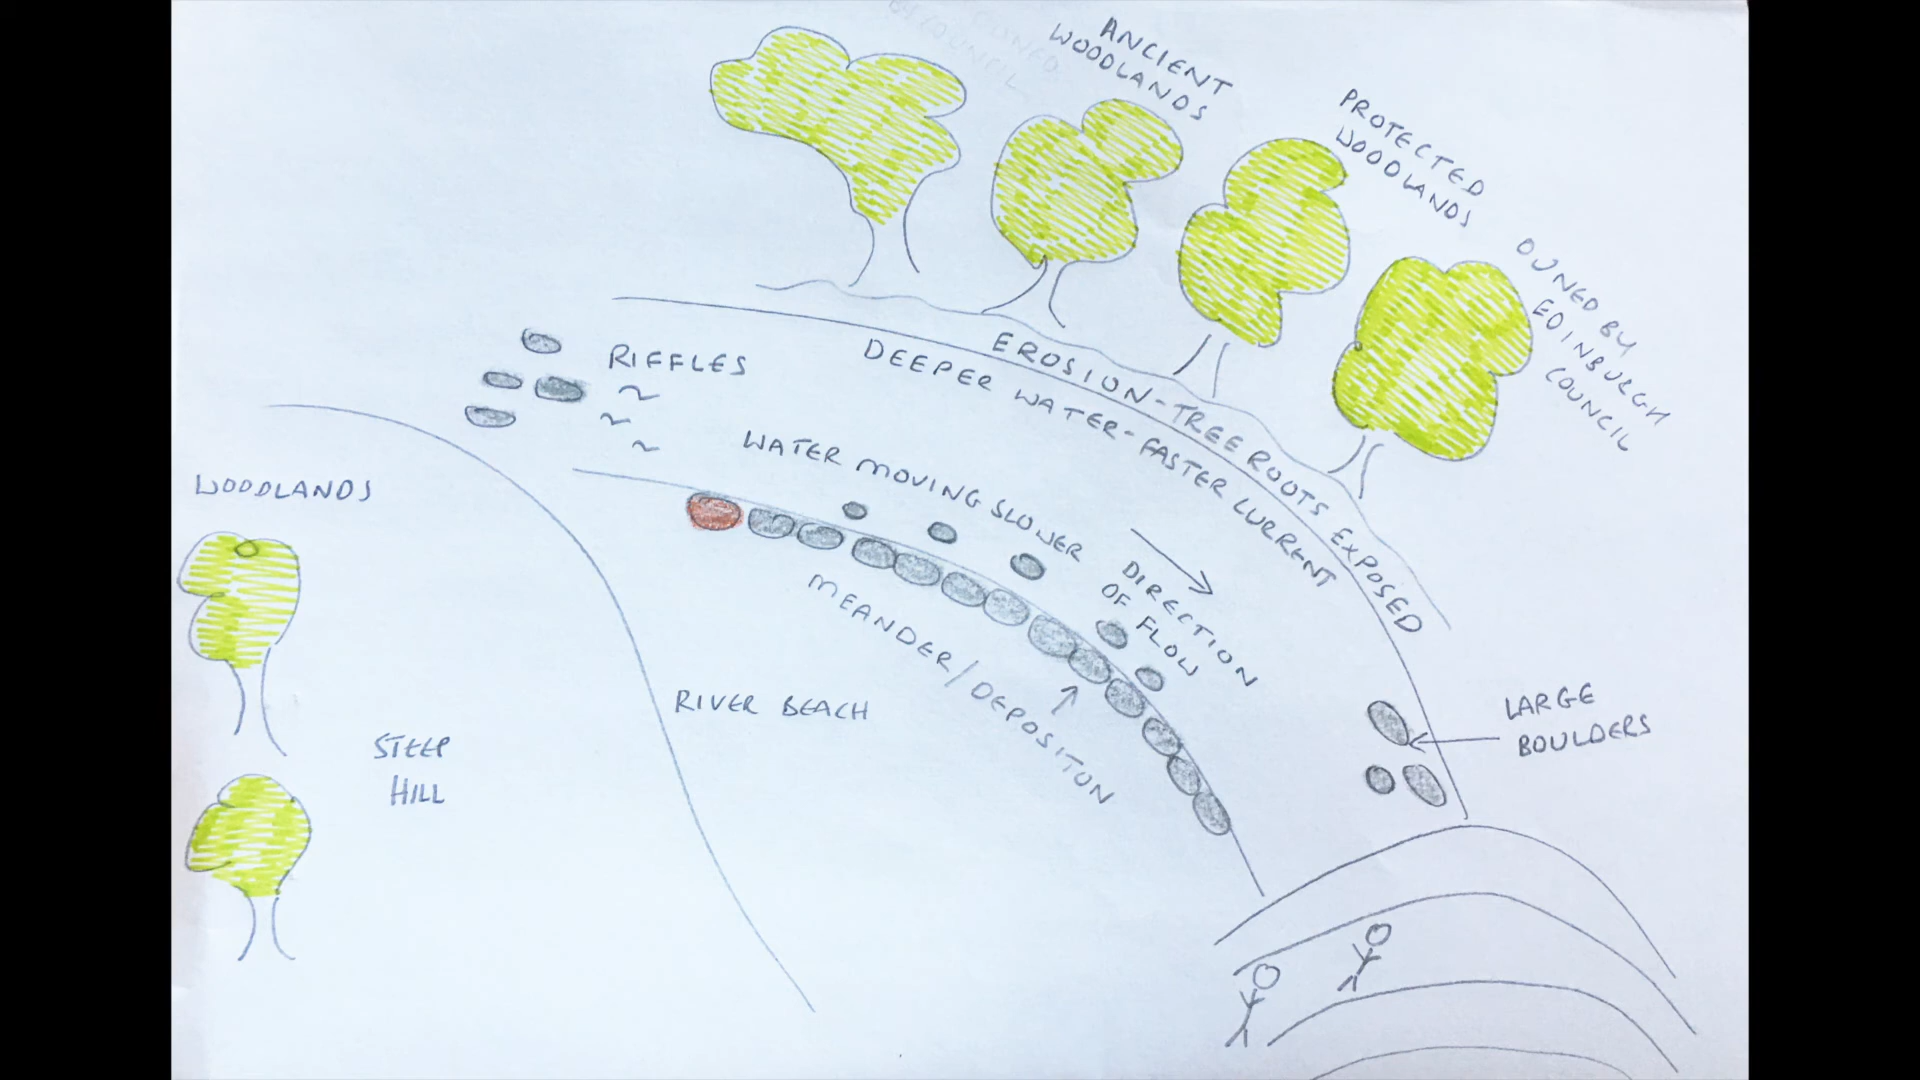 ANCIENT
WOODLANDS
PROTECTED
WOODLANDS
OWNED BY
EDINBURGH
COUNCIL
EROSION-TREE ROOTS EXPOSED
DEEPER WATER-FASTER CURRENT
RIFFLES
WATER MOVING SLOWER
DIRECTION
OF
FLOW
WOODLANDS
MEANDER/DEPOSITON
RIVER BEACH
STEEP
HILL
LARGE
BOULDERS